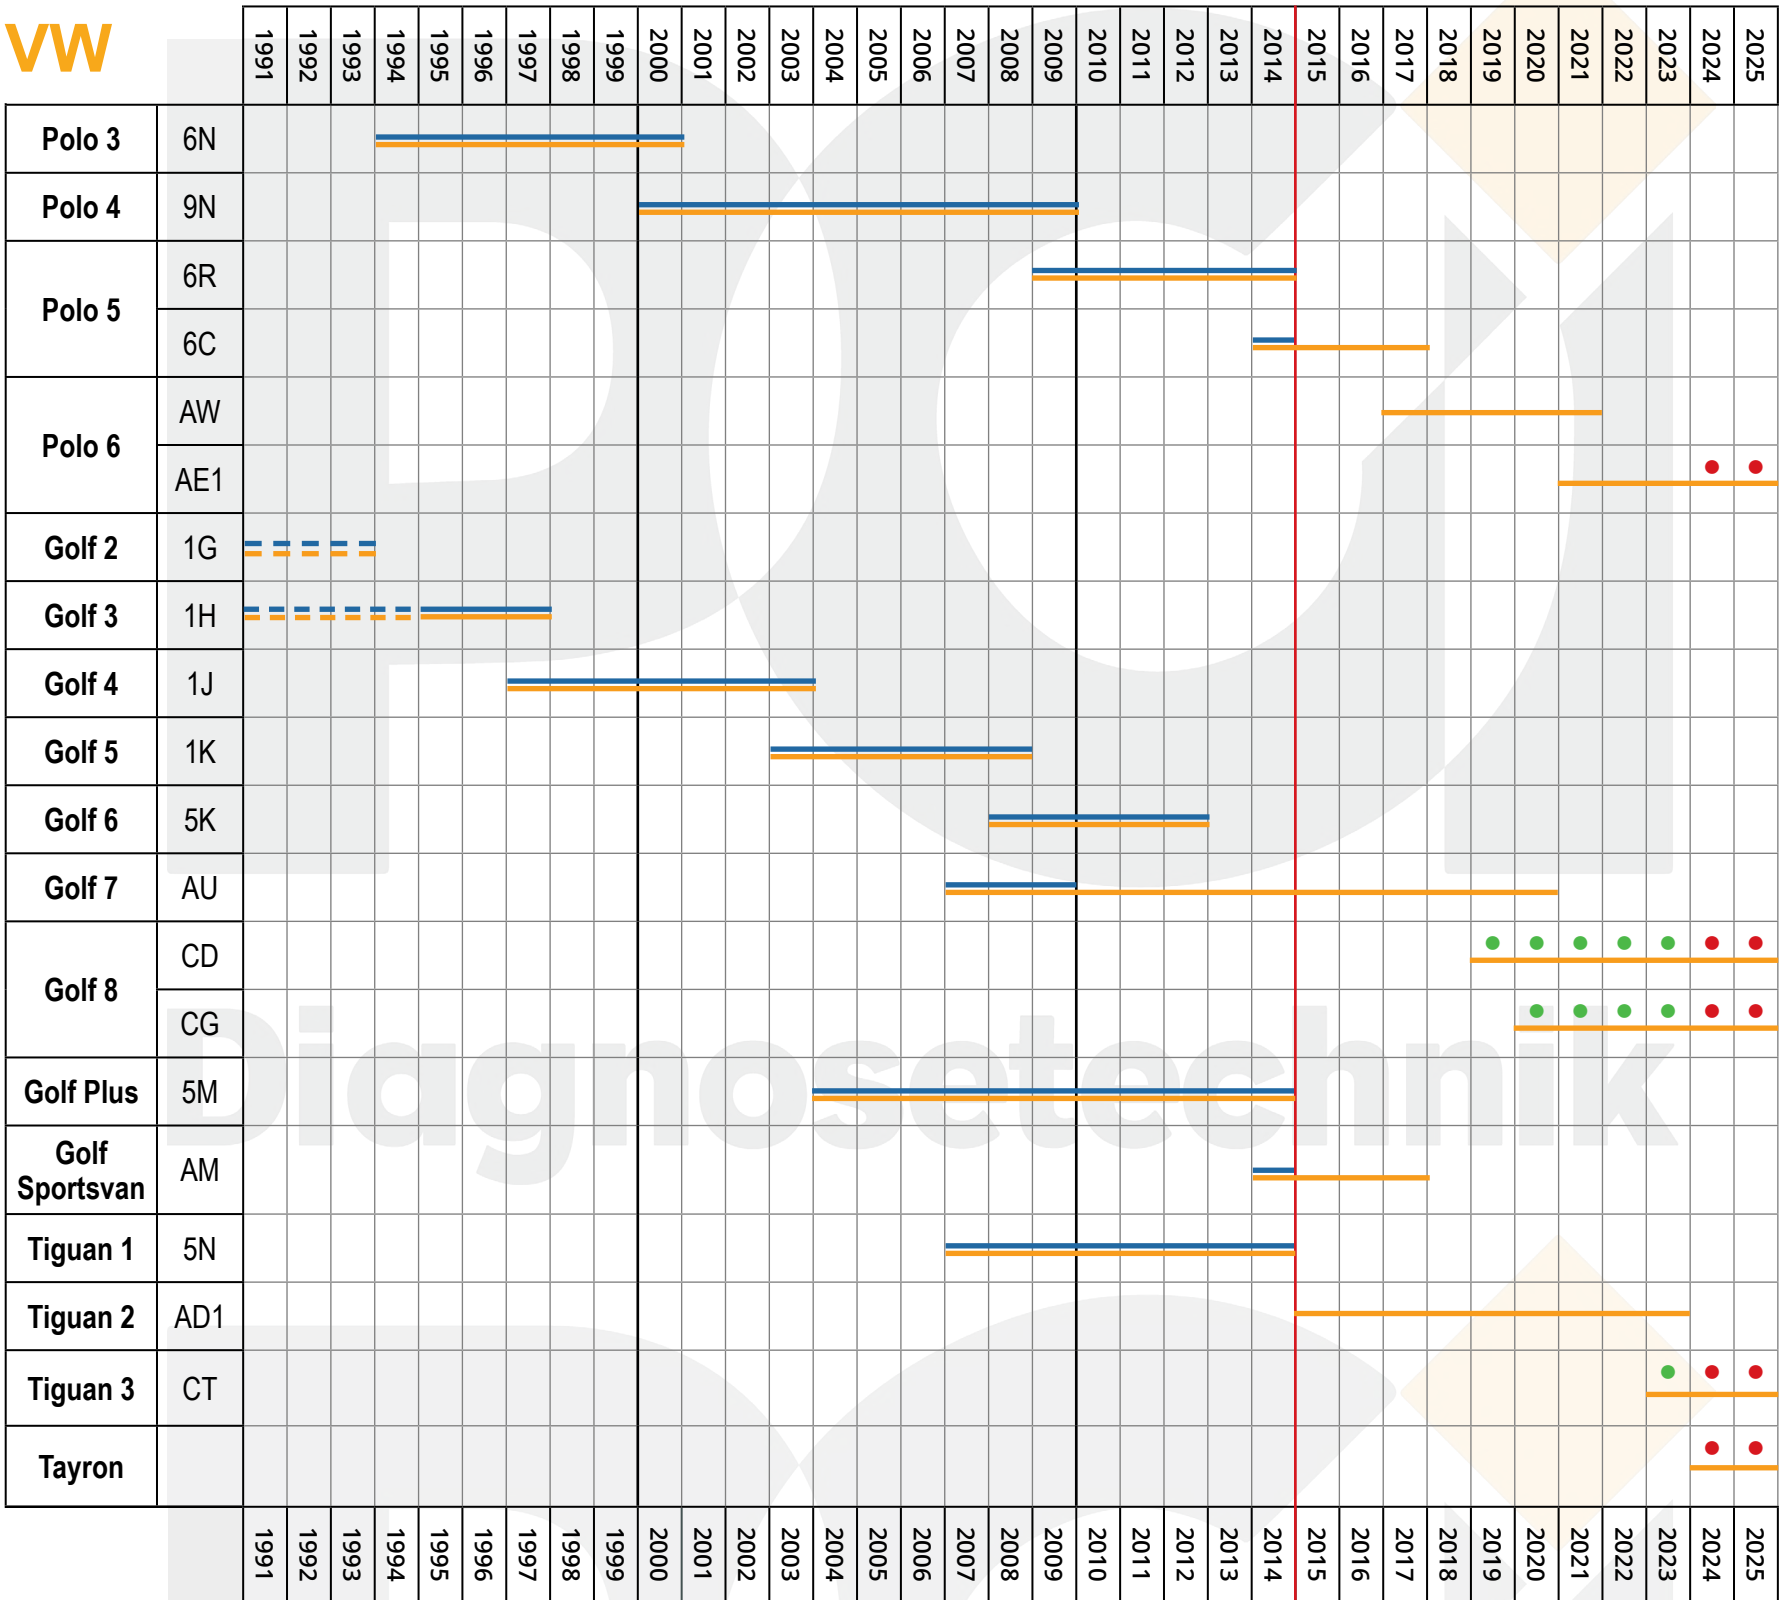 VW
1991 1992 1993 1994 1995 1996 1997 1998 1999 2000 2001 2002 2003 2004 2005 2006 2007 2008 2009 2010 2011 2012 2013 2014 2015 2016 2017 2018 2019 2020 2021 2022 2023 2024 2025
Polo 3 6N
Polo 4 9N
Polo 5
6R
6C
Polo 6
AW
AE1
Golf 2 1G
Golf 3 1H
Golf 4 1J
Golf 5 1K
Golf 6 5K
Golf 7 AU
Golf 8
CD
CG
Golf Plus 5M
Golf
Sportsvan
AM
Tiguan 1 5N
Tiguan 2 AD1
Tiguan 3 CT
Tayron
1991 1992 1993 1994 1995 1996 1997 1998 1999 2000 2001 2002 2003 2004 2005 2006 2007 2008 2009 2010 2011 2012 2013 2014 2015 2016 2017 2018 2019 2020 2021 2022 2023 2024 2025
PCI
Diagnosetechnik